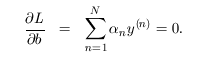 ∂L/∂b = ∑_{n=1}^{N} α_n y^{(n)} = 0.